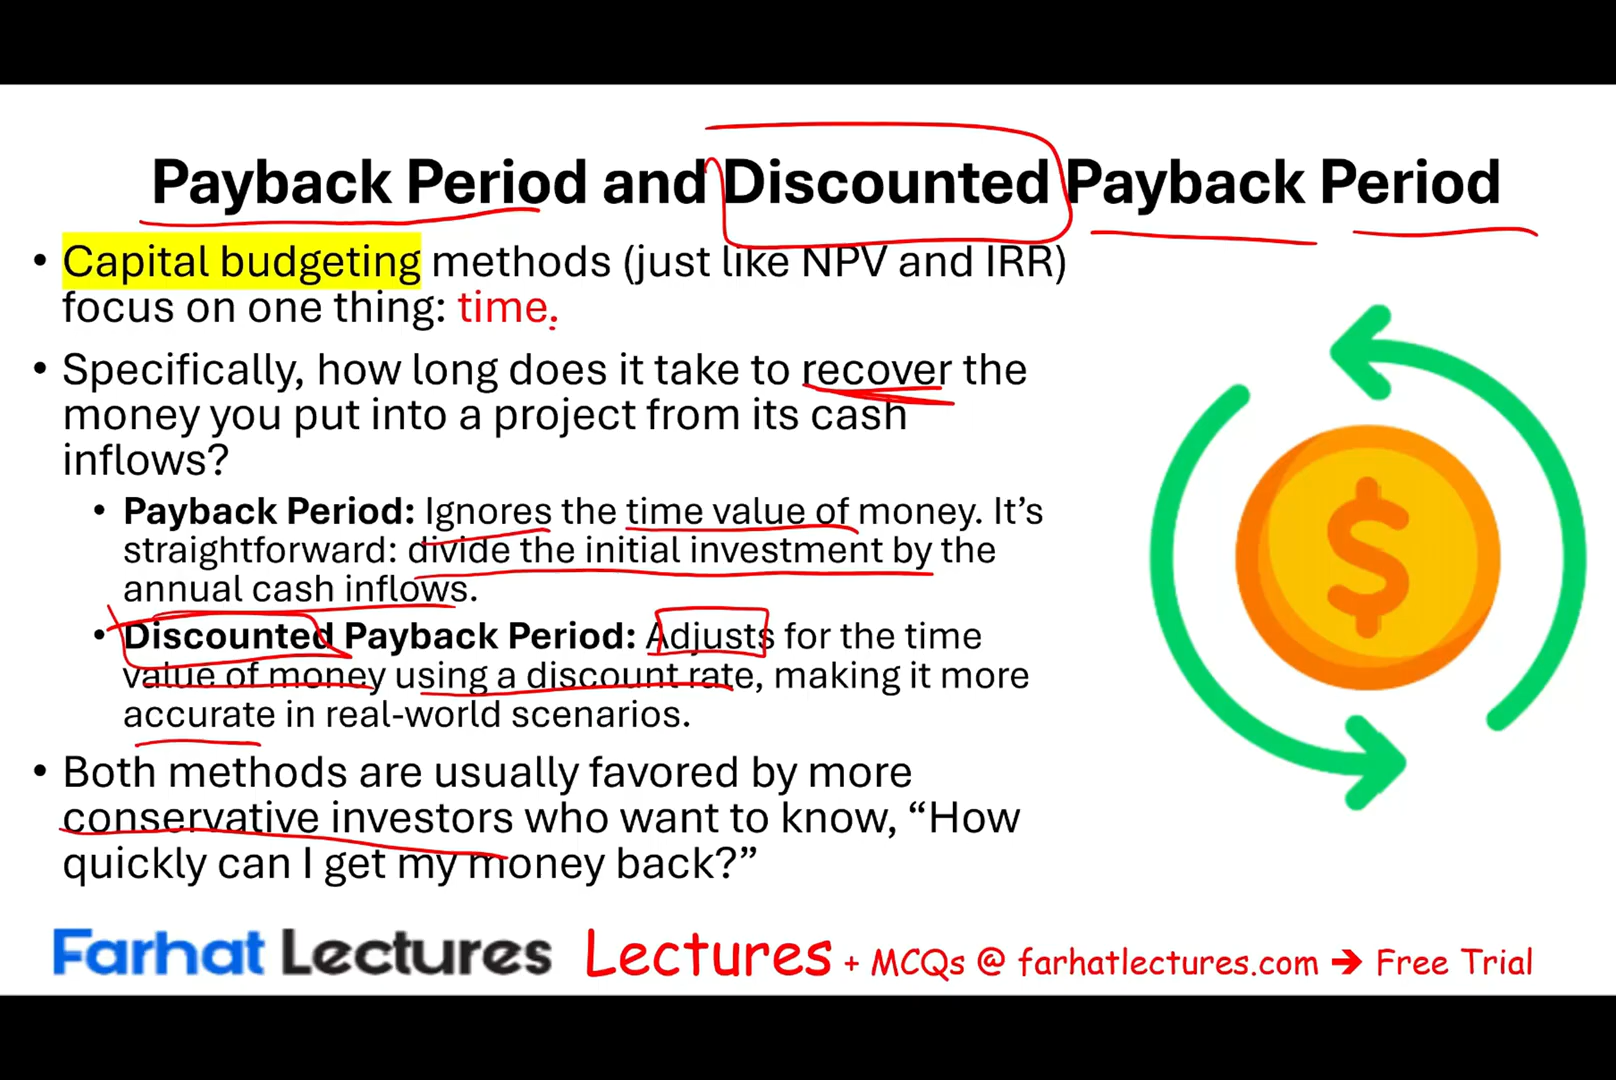 Payback Period and Discounted Payback Period
• Capital budgeting methods (just like NPV and IRR)
focus on one thing: time.
• Specifically, how long does it take to recover the
money you put into a project from its cash
inflows?
• Payback Period: Ignores the time value of money. It’s
straightforward: divide the initial investment by the
annual cash inflows.
• Discounted Payback Period: Adjusts for the time
value of money using a discount rate, making it more
accurate in real-world scenarios.
• Both methods are usually favored by more
conservative investors who want to know, “How
quickly can I get my money back?”
$
Farhat Lectures Lectures + MCQs @ farhatlectures.com → Free Trial